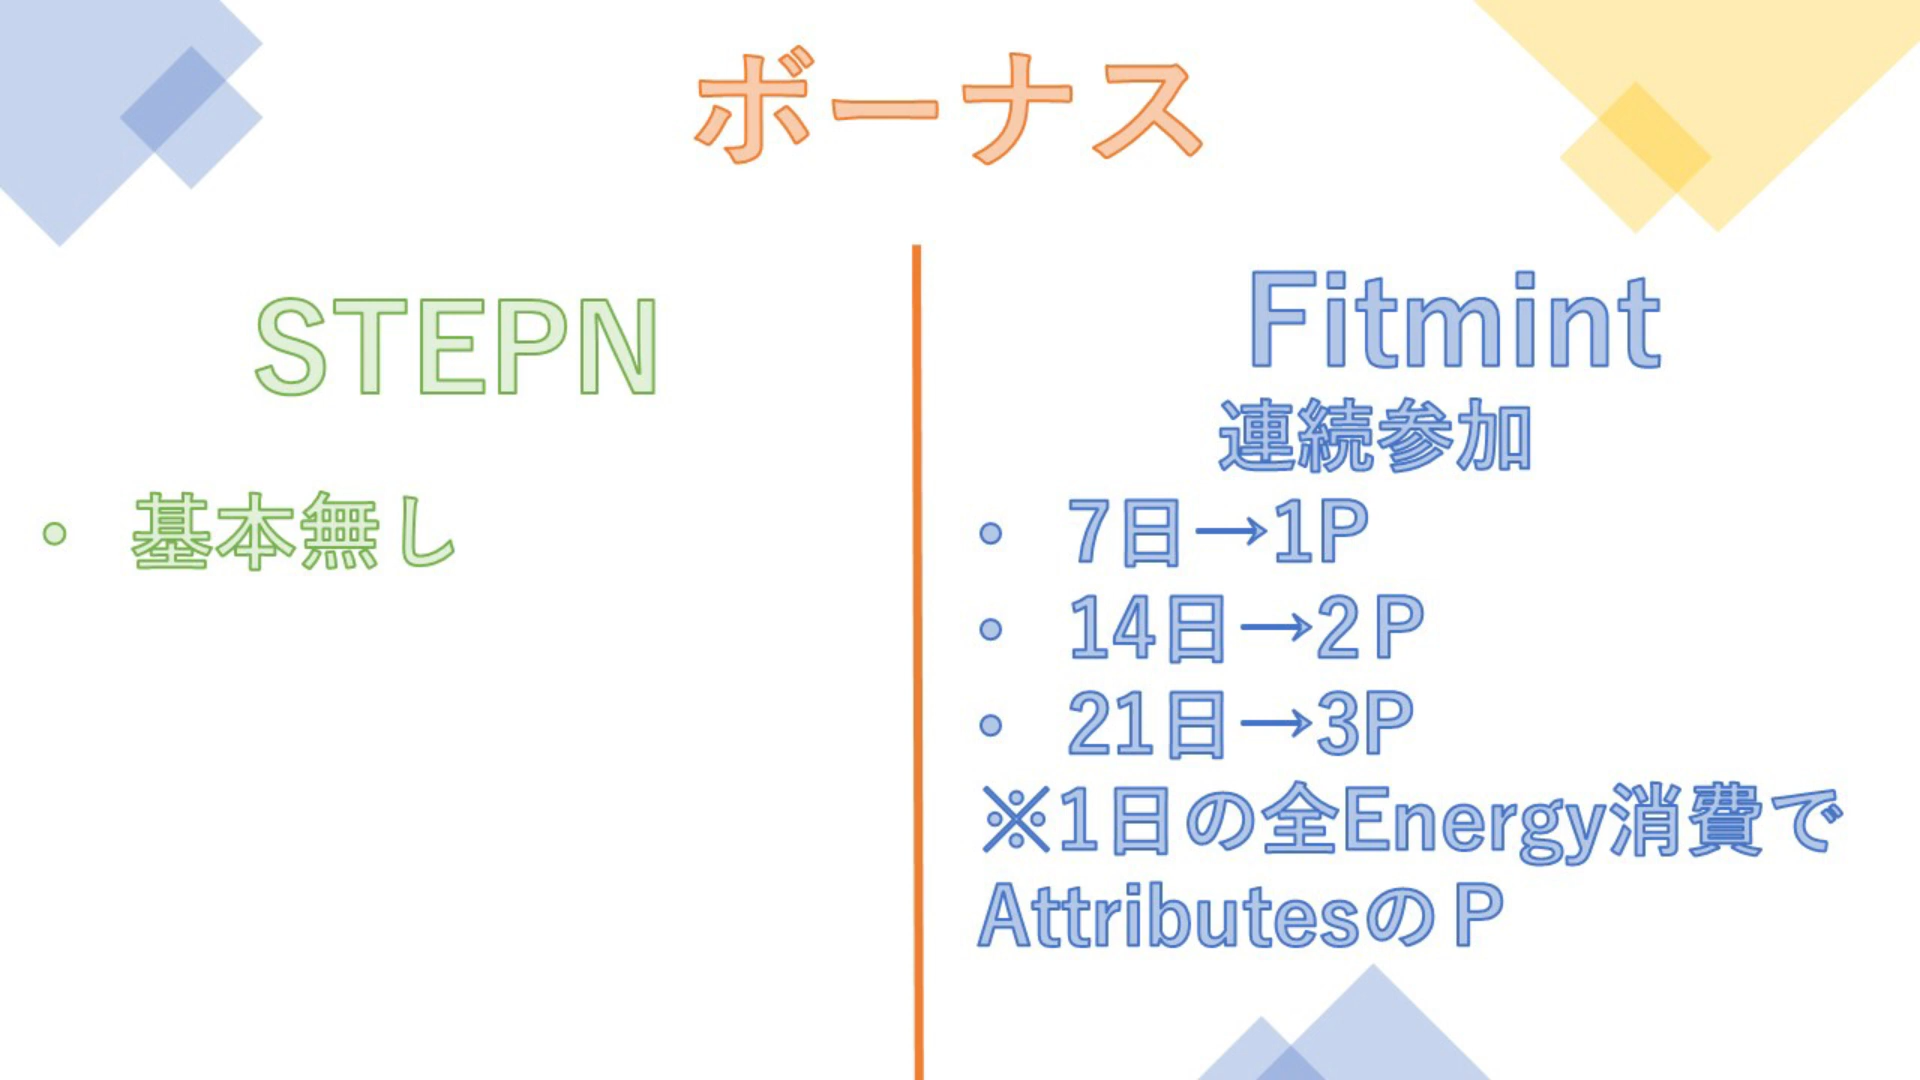 ボーナス
STEPN
• 基本無し
Fitmint
連続参加
• 7日→1P
• 14日→2P
• 21日→3P
※1日の全Energy消費で
AttributesのP